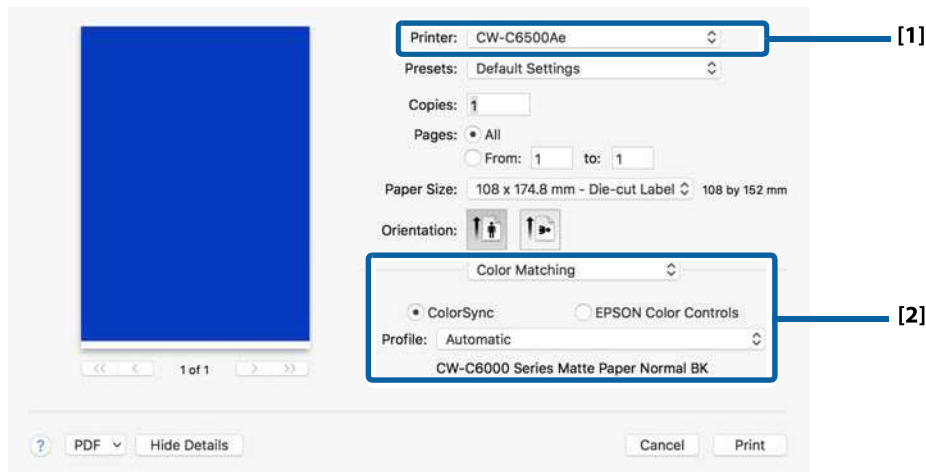 Printer: CW-C6500Ae [1]
Presets: Default Settings
Copies: 1
Pages: All
From: 1 to: 1
Paper Size: 108 x 174.8 mm - Die-cut Label 108 by 152 mm
Orientation:
Color Matching
ColorSync EPSON Color Controls [2]
Profile: Automatic
CW-C6000 Series Matte Paper Normal BK
<< < 1 of 1 > >>
? PDF Hide Details Cancel Print